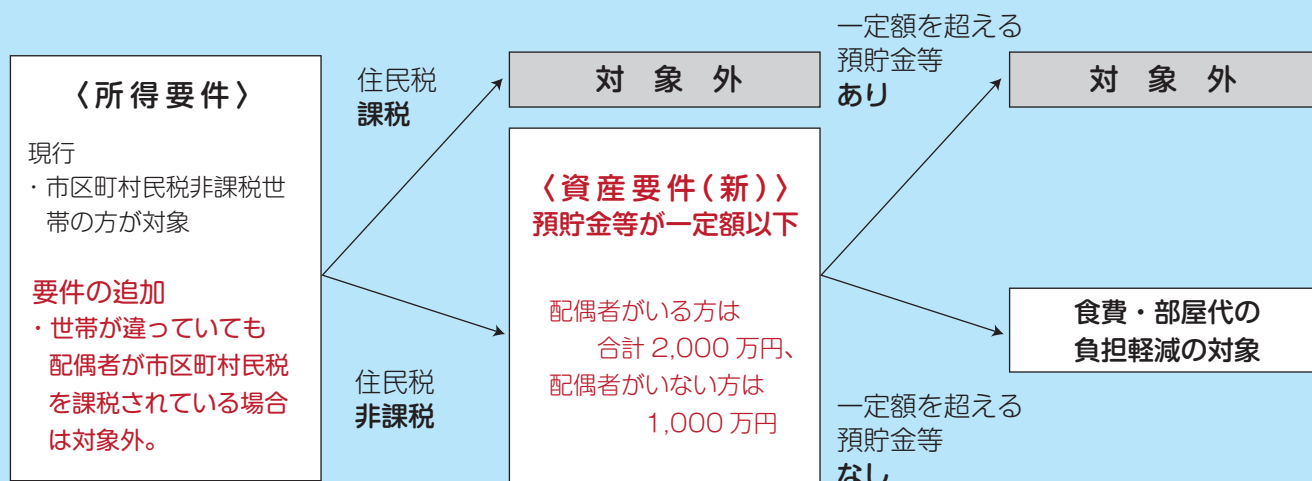 〈所得要件〉
現行
・市区町村民税非課税世
帯の方が対象
要件の追加
・世帯が違っていても
配偶者が市区町村民税
を課税されている場合
は対象外。
住民税
課税
住民税
非課税
対 象 外
〈資産要件(新)〉
預貯金等が一定額以下
配偶者がいる方は
合計 2,000 万円、
配偶者がいない方は
1,000 万円
一定額を超える
預貯金等
あり
一定額を超える
預貯金等
なし
対 象 外
食費・部屋代の
負担軽減の対象